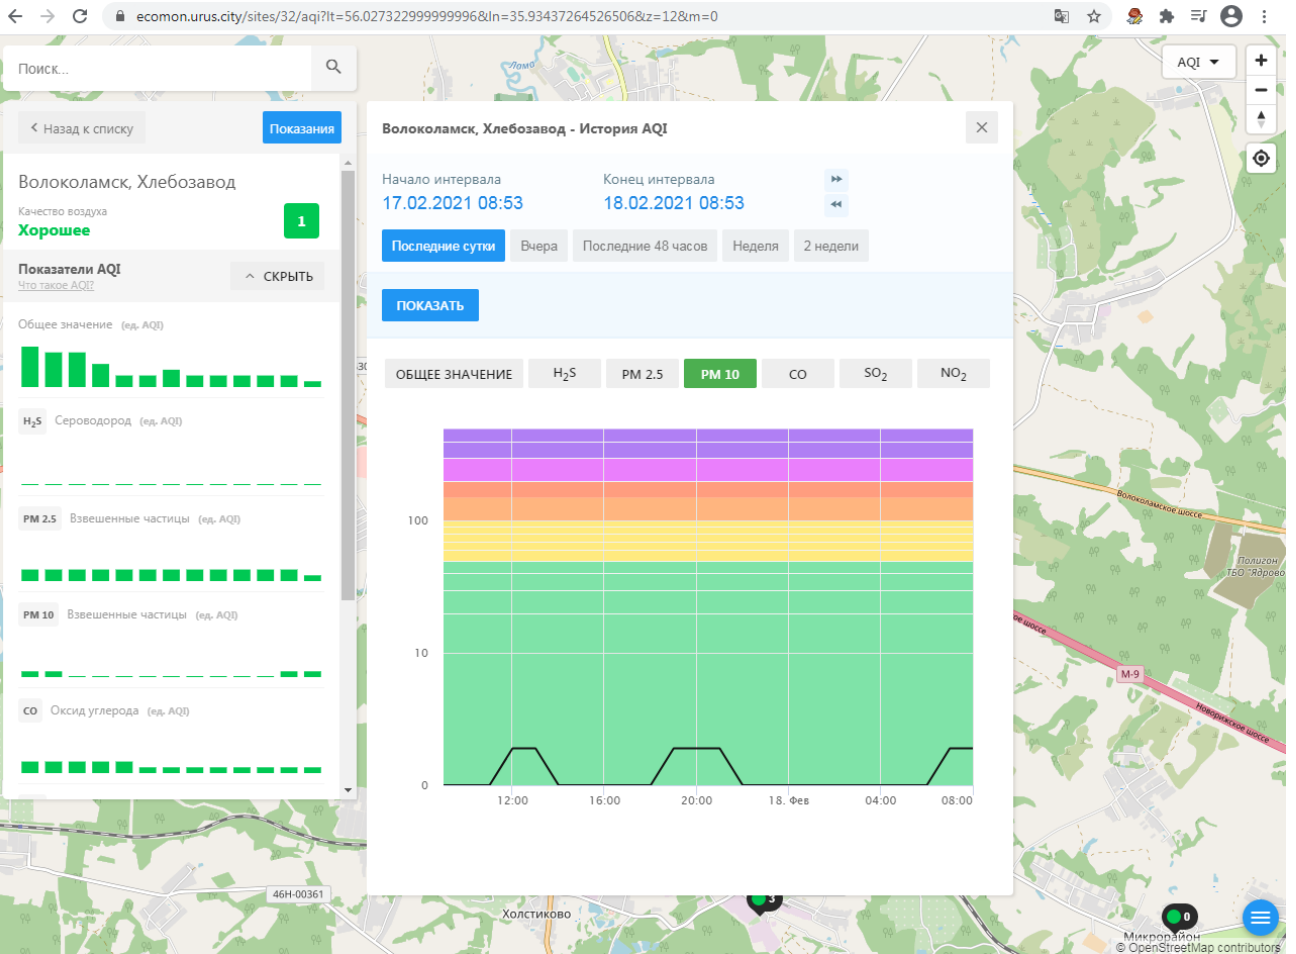 ecomon.urus.city/sites/32/aqi?lt=56.027322999999996&ln=35.93437264526506&z=12&m=0
Поиск...
AQI
Назад к списку
Показания
Волоколамск, Хлебозавод
Качество воздуха
Хорошее
1
Показатели AQI
Что такое AQI?
СКРЫТЬ
Общее значение (ед. AQI)
H₂S Сероводород (ед. AQI)
PM 2.5 Взвешенные частицы (ед. AQI)
PM 10 Взвешенные частицы (ед. AQI)
CO Оксид углерода (ед. AQI)
Волоколамск, Хлебозавод - История AQI
Начало интервала
Конец интервала
17.02.2021 08:53
18.02.2021 08:53
Последние сутки
Вчера
Последние 48 часов
Неделя
2 недели
ПОКАЗАТЬ
ОБЩЕЕ ЗНАЧЕНИЕ
H₂S
PM 2.5
PM 10
CO
SO₂
NO₂
100
10
0
12:00
16:00
20:00
18. Фев
04:00
08:00
Лама
Волоколамское шоссе
Полигон
ТБО "Ядрово
М-9
Новорижское шоссе
46Н-00361
Холстиково
3
0
Микрорайон
© OpenStreetMap contributors